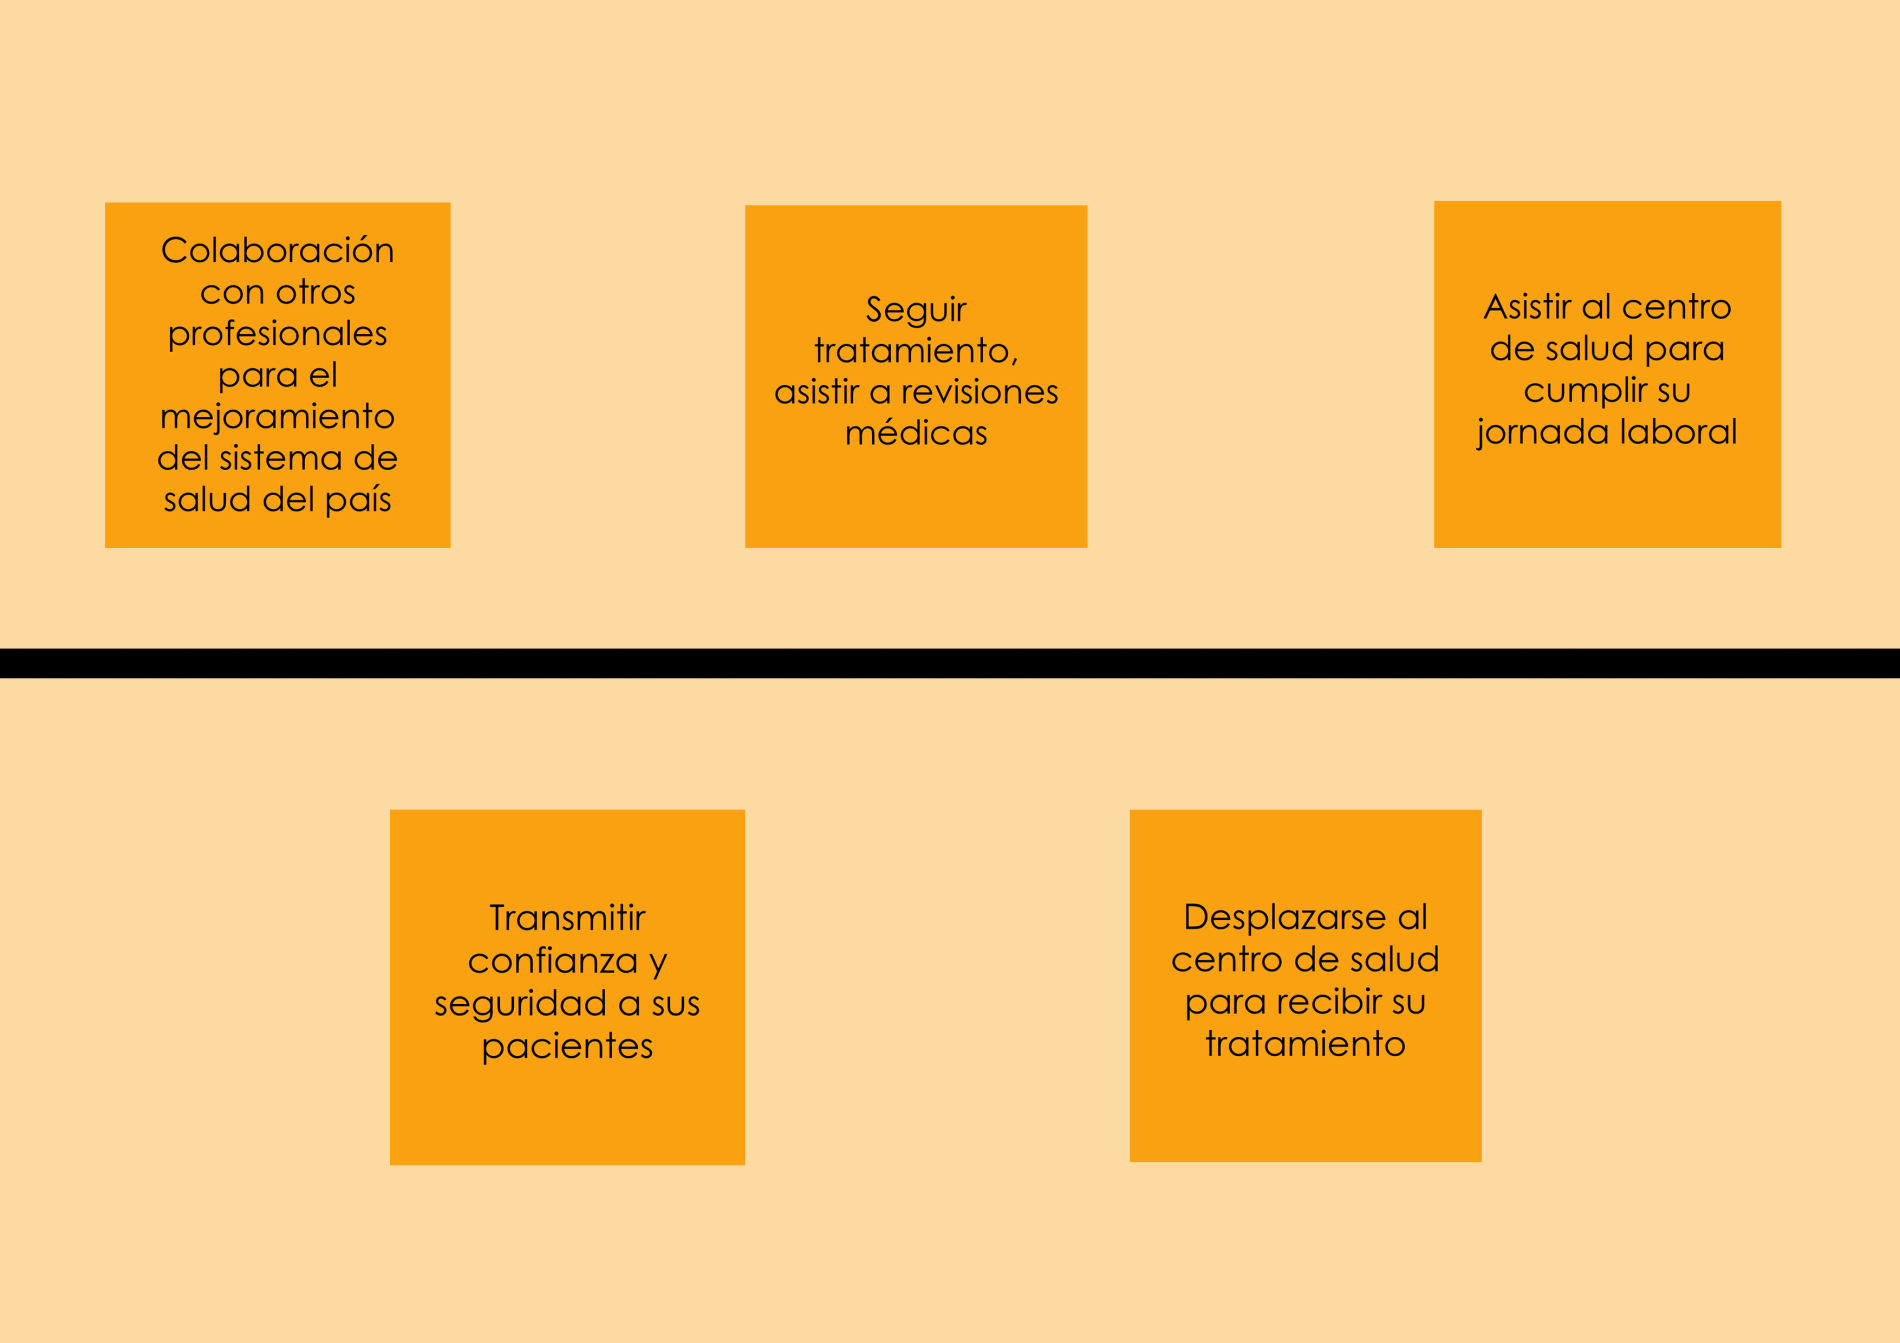 Colaboración
con otros
profesionales
para el
mejoramiento
del sistema de
salud del país
Seguir
tratamiento,
asistir a revisiones
médicas
Asistir al centro
de salud para
cumplir su
jornada laboral
Transmitir
confianza y
seguridad a sus
pacientes
Desplazarse al
centro de salud
para recibir su
tratamiento